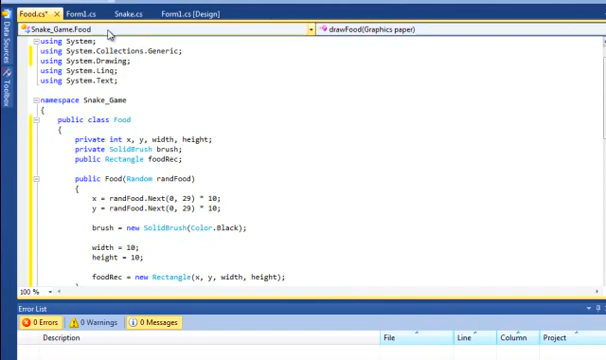 Food.cs* Form1.cs Snake.cs Form1.cs [Design]
Snake_Game.Food drawFood(Graphics paper)
Data Sources
Toolbox
using System;
using System.Collections.Generic;
using System.Drawing;
using System.Linq;
using System.Text;
namespace Snake_Game
{
public class Food
{
private int x, y, width, height;
private SolidBrush brush;
public Rectangle foodRec;
public Food(Random randFood)
{
x = randFood.Next(0, 29) * 10;
y = randFood.Next(0, 29) * 10;
brush = new SolidBrush(Color.Black);
width = 10;
height = 10;
foodRec = new Rectangle(x, y, width, height);
100 %
Error List
0 Errors 0 Warnings 0 Messages
Description File Line Column Project